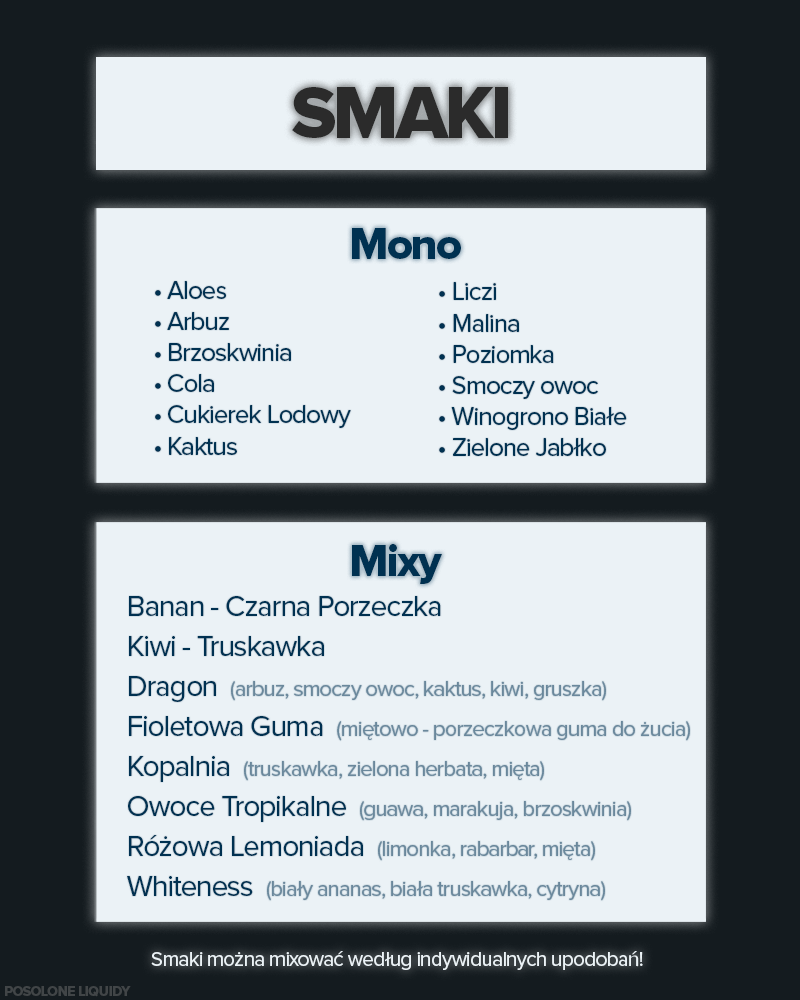 SMAKI
Mono
• Aloes
• Arbuz
• Brzoskwinia
• Cola
• Cukierek Lodowy
• Kaktus
• Liczi
• Malina
• Poziomka
• Smoczy owoc
• Winogrono Białe
• Zielone Jabłko
Mixy
Banan - Czarna Porzeczka
Kiwi - Truskawka
Dragon (arbuz, smoczy owoc, kaktus, kiwi, gruszka)
Fioletowa Guma (miętowo - porzeczkowa guma do żucia)
Kopalnia (truskawka, zielona herbata, mięta)
Owoce Tropikalne (guawa, marakuja, brzoskwinia)
Różowa Lemoniada (limonka, rabarbar, mięta)
Whiteness (biały ananas, biała truskawka, cytryna)
Smaki można mixować według indywidualnych upodobań!
POSOLONE LIQUIDY